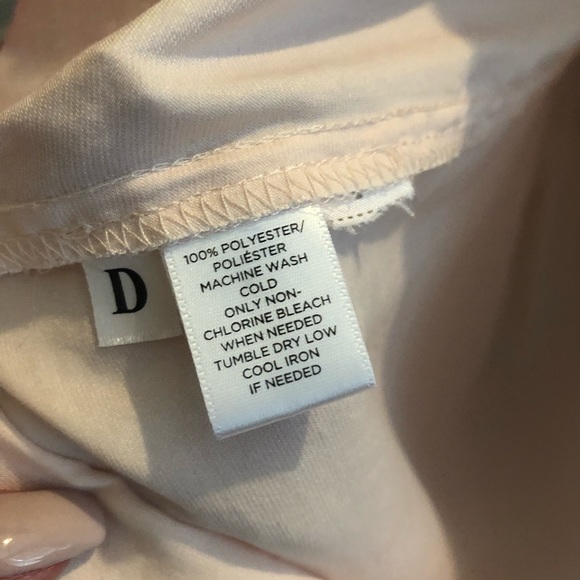 D
100% POLYESTER/
POLIÉSTER
MACHINE WASH
COLD
ONLY NON-
CHLORINE BLEACH
WHEN NEEDED
TUMBLE DRY LOW
COOL IRON
IF NEEDED